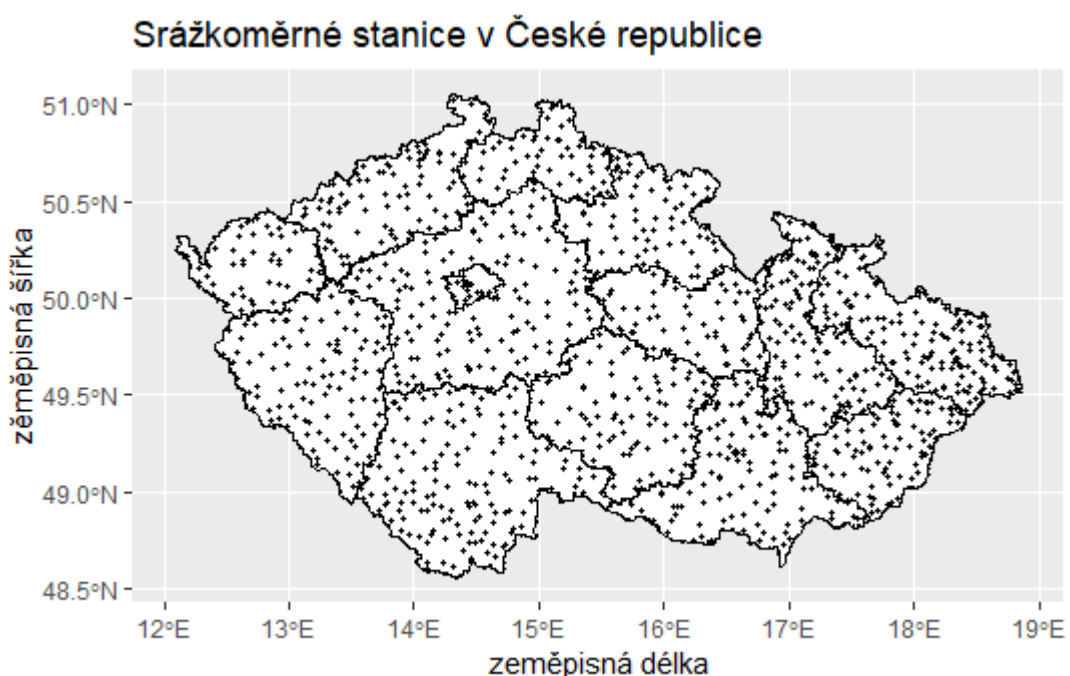 Srážkoměrné stanice v České republice
51.0°N
50.5°N
50.0°N
49.5°N
49.0°N
48.5°N
zěměpisná šířka
12°E 13°E 14°E 15°E 16°E 17°E 18°E 19°E
zeměpisná délka